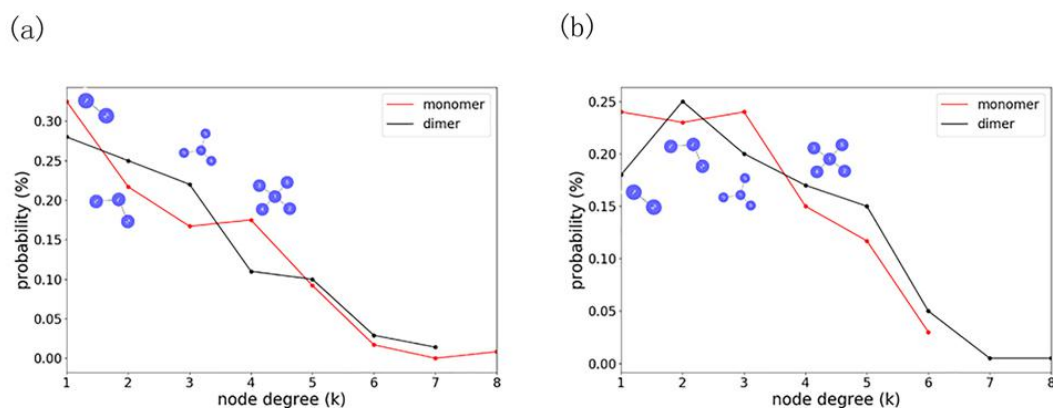 (a)
(b)
monomer
dimer
probability (%)
0.30
0.25
0.20
0.15
0.10
0.05
0.00
1 2 3 4 5 6 7 8
node degree (k)
monomer
dimer
probability (%)
0.25
0.20
0.15
0.10
0.05
0.00
1 2 3 4 5 6 7 8
node degree (k)